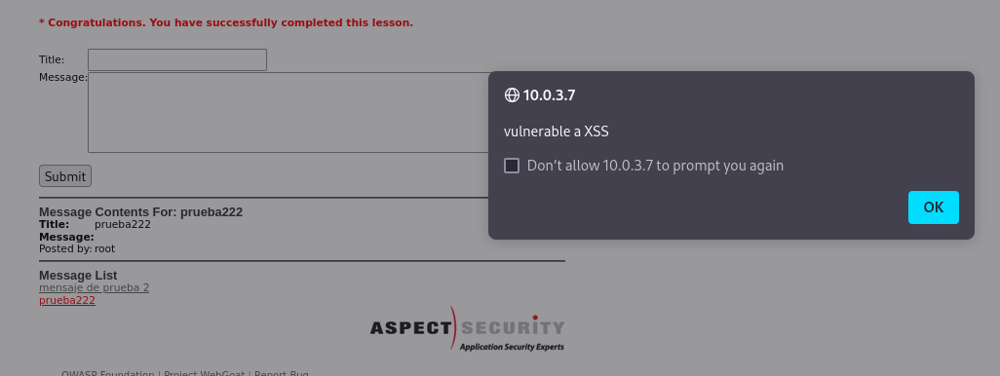 * Congratulations. You have successfully completed this lesson.
Title:
Message:
10.0.3.7
vulnerable a XSS
Don't allow 10.0.3.7 to prompt you again
OK
Submit
Message Contents For: prueba222
Title: prueba222
Message:
Posted by: root
Message List
mensaje de prueba 2
prueba222
ASPECT SECURITY
Application Security Experts
OWASP Foundation | Project WebGoat | Report Bug